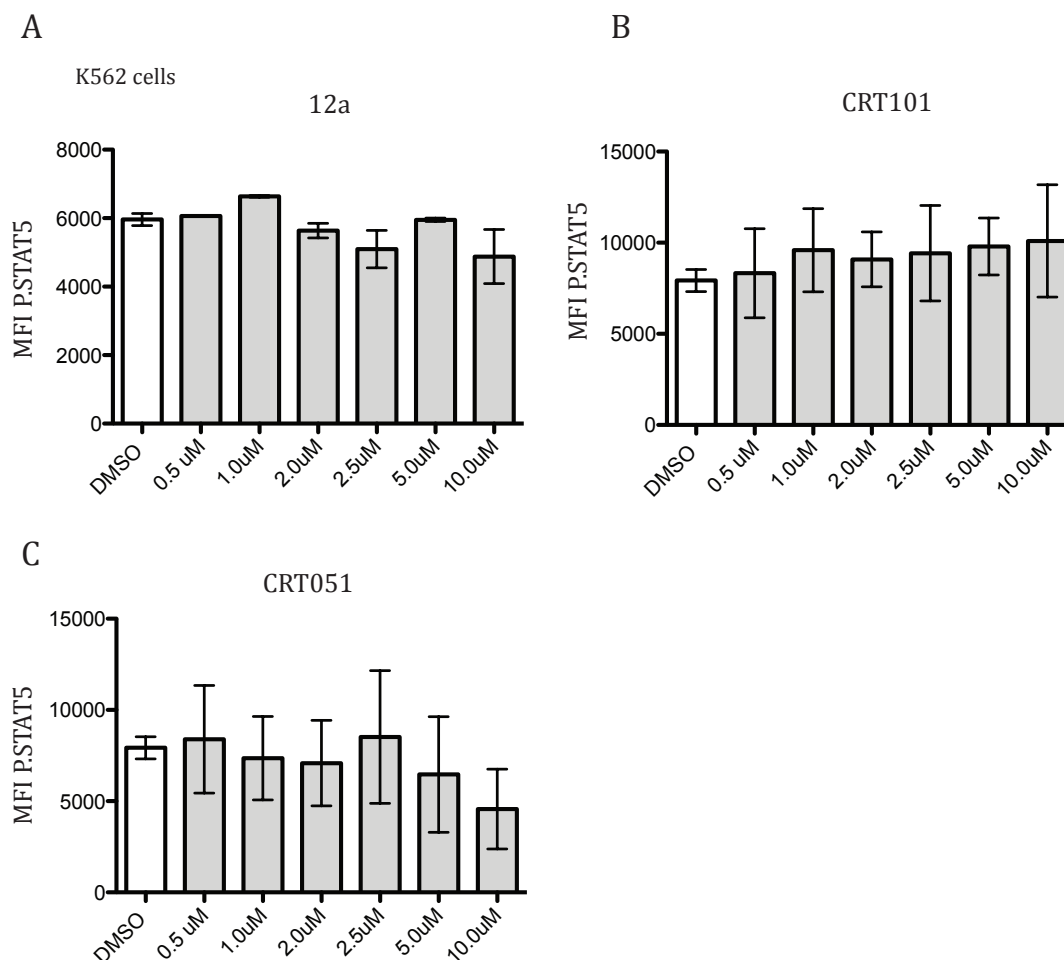 A
K562 cells
12a
MFI P.STAT5
8000
6000
4000
2000
0
DMSO
0.5 uM
1.0uM
2.0uM
2.5uM
5.0uM
10.0uM
B
CRT101
MFI P.STAT5
15000
10000
5000
0
DMSO
0.5 uM
1.0uM
2.0uM
2.5uM
5.0uM
10.0uM
C
CRT051
MFI P.STAT5
15000
10000
5000
0
DMSO
0.5 uM
1.0uM
2.0uM
2.5uM
5.0uM
10.0uM